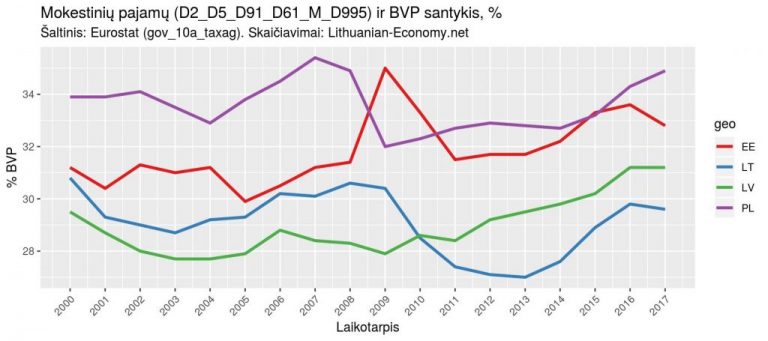 Mokestinių pajamų (D2_D5_D91_D61_M_D995) ir BVP santykis, %
Šaltinis: Eurostat (gov_10a_taxag). Skaičiavimai: Lithuanian-Economy.net
% BVP
34
32
30
28
2000 2001 2002 2003 2004 2005 2006 2007 2008 2009 2010 2011 2012 2013 2014 2015 2016 2017
Laikotarpis
geo
EE
LT
LV
PL